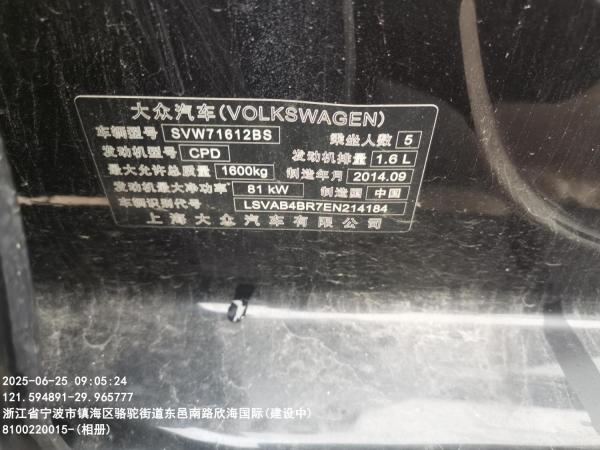 大众汽车(VOLKSWAGEN)
车辆型号 SVW71612BS 乘坐人数 5
发动机型号 CPD 发动机排量 1.6 L
最大允许总质量 1600kg 制造年月 2014.09
发动机最大净功率 81 kW 制造国 中国
车辆识别代号 LSVAB4BR7EN214184
上海大众汽车有限公司
2025-06-25 09:05:24
121.594891-29.965777
浙江省宁波市镇海区骆驼街道东邑南路欣海国际(建设中)
8100220015-(相册)